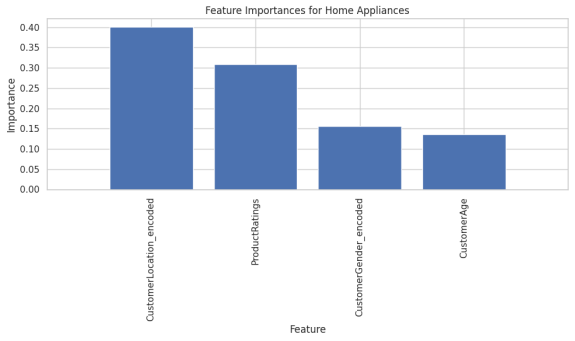 Feature Importances for Home Appliances
Importance
0.40
0.35
0.30
0.25
0.20
0.15
0.10
0.05
0.00
CustomerLocation_encoded
ProductRatings
CustomerGender_encoded
CustomerAge
Feature